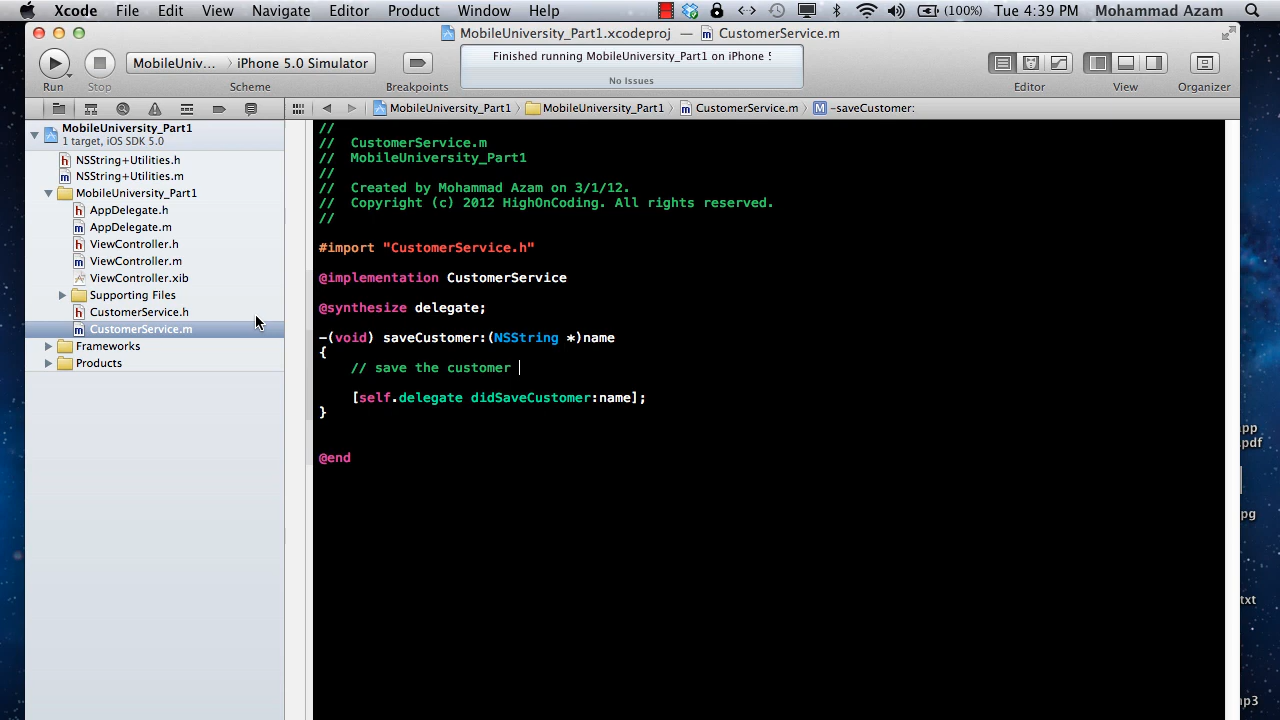 Xcode File Edit View Navigate Editor Product Window Help (100%) Tue 4:39 PM Mohammad Azam
MobileUniversity_Part1.xcodeproj — CustomerService.m
MobileUniv... iPhone 5.0 Simulator
Finished running MobileUniversity_Part1 on iPhone
No Issues
Run Stop Scheme Breakpoints Editor View Organizer
MobileUniversity_Part1 MobileUniversity_Part1 CustomerService.m M -saveCustomer:
MobileUniversity_Part1
1 target, iOS SDK 5.0
NSString+Utilities.h
NSString+Utilities.m
MobileUniversity_Part1
AppDelegate.h
AppDelegate.m
ViewController.h
ViewController.m
ViewController.xib
Supporting Files
CustomerService.h
CustomerService.m
Frameworks
Products
//
// CustomerService.m
// MobileUniversity_Part1
//
// Created by Mohammad Azam on 3/1/12.
// Copyright (c) 2012 HighOnCoding. All rights reserved.
//
#import "CustomerService.h"
@implementation CustomerService
@synthesize delegate;
-(void) saveCustomer:(NSString *)name
{
// save the customer
[self.delegate didSaveCustomer:name];
}
@end